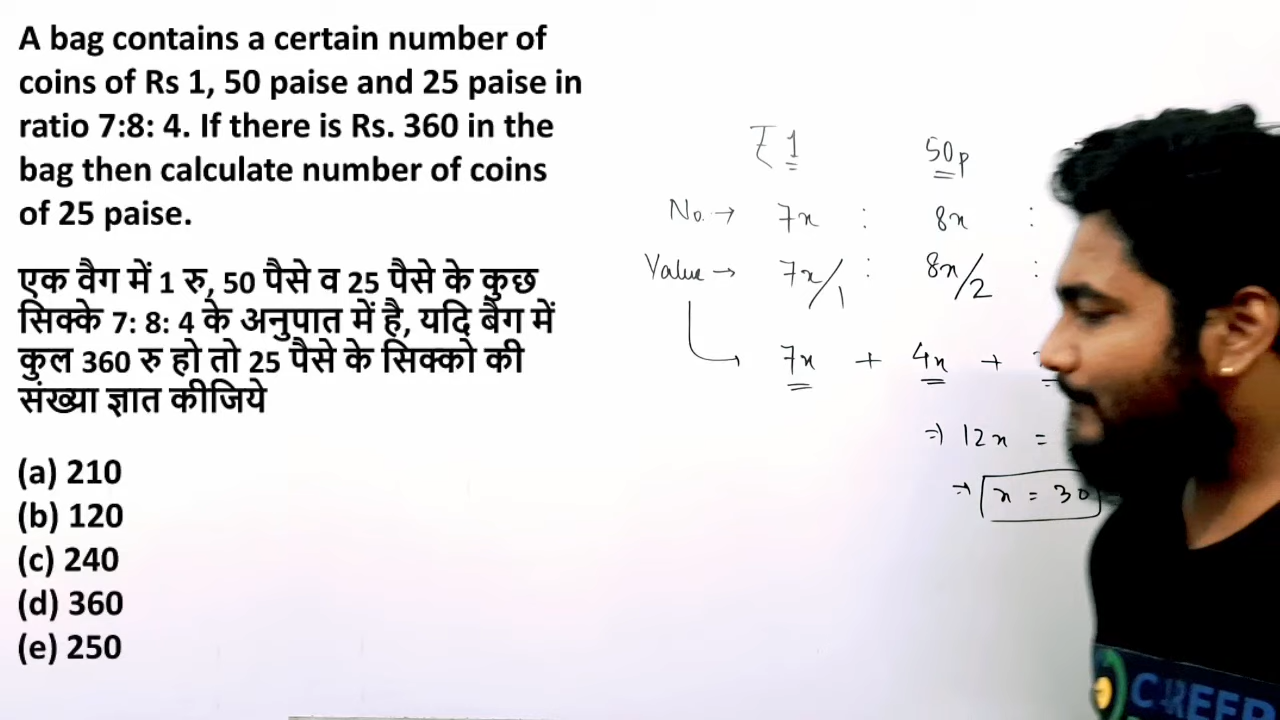 A bag contains a certain number of
coins of Rs 1, 50 paise and 25 paise in
ratio 7:8: 4. If there is Rs. 360 in the
bag then calculate number of coins
of 25 paise.
एक वैग में 1 रु, 50 पैसे व 25 पैसे के कुछ
सिक्के 7: 8: 4 के अनुपात में है, यदि बैग में
कुल 360 रु हो तो 25 पैसे के सिक्को की
संख्या ज्ञात कीजिये
(a) 210
(b) 120
(c) 240
(d) 360
(e) 250
₹ 1 50p
No. → 7x : 8x :
Value → 7x/1 : 8x/2 :
7x + 4x +
⇒ 12x =
⇒ x = 30
CAREER